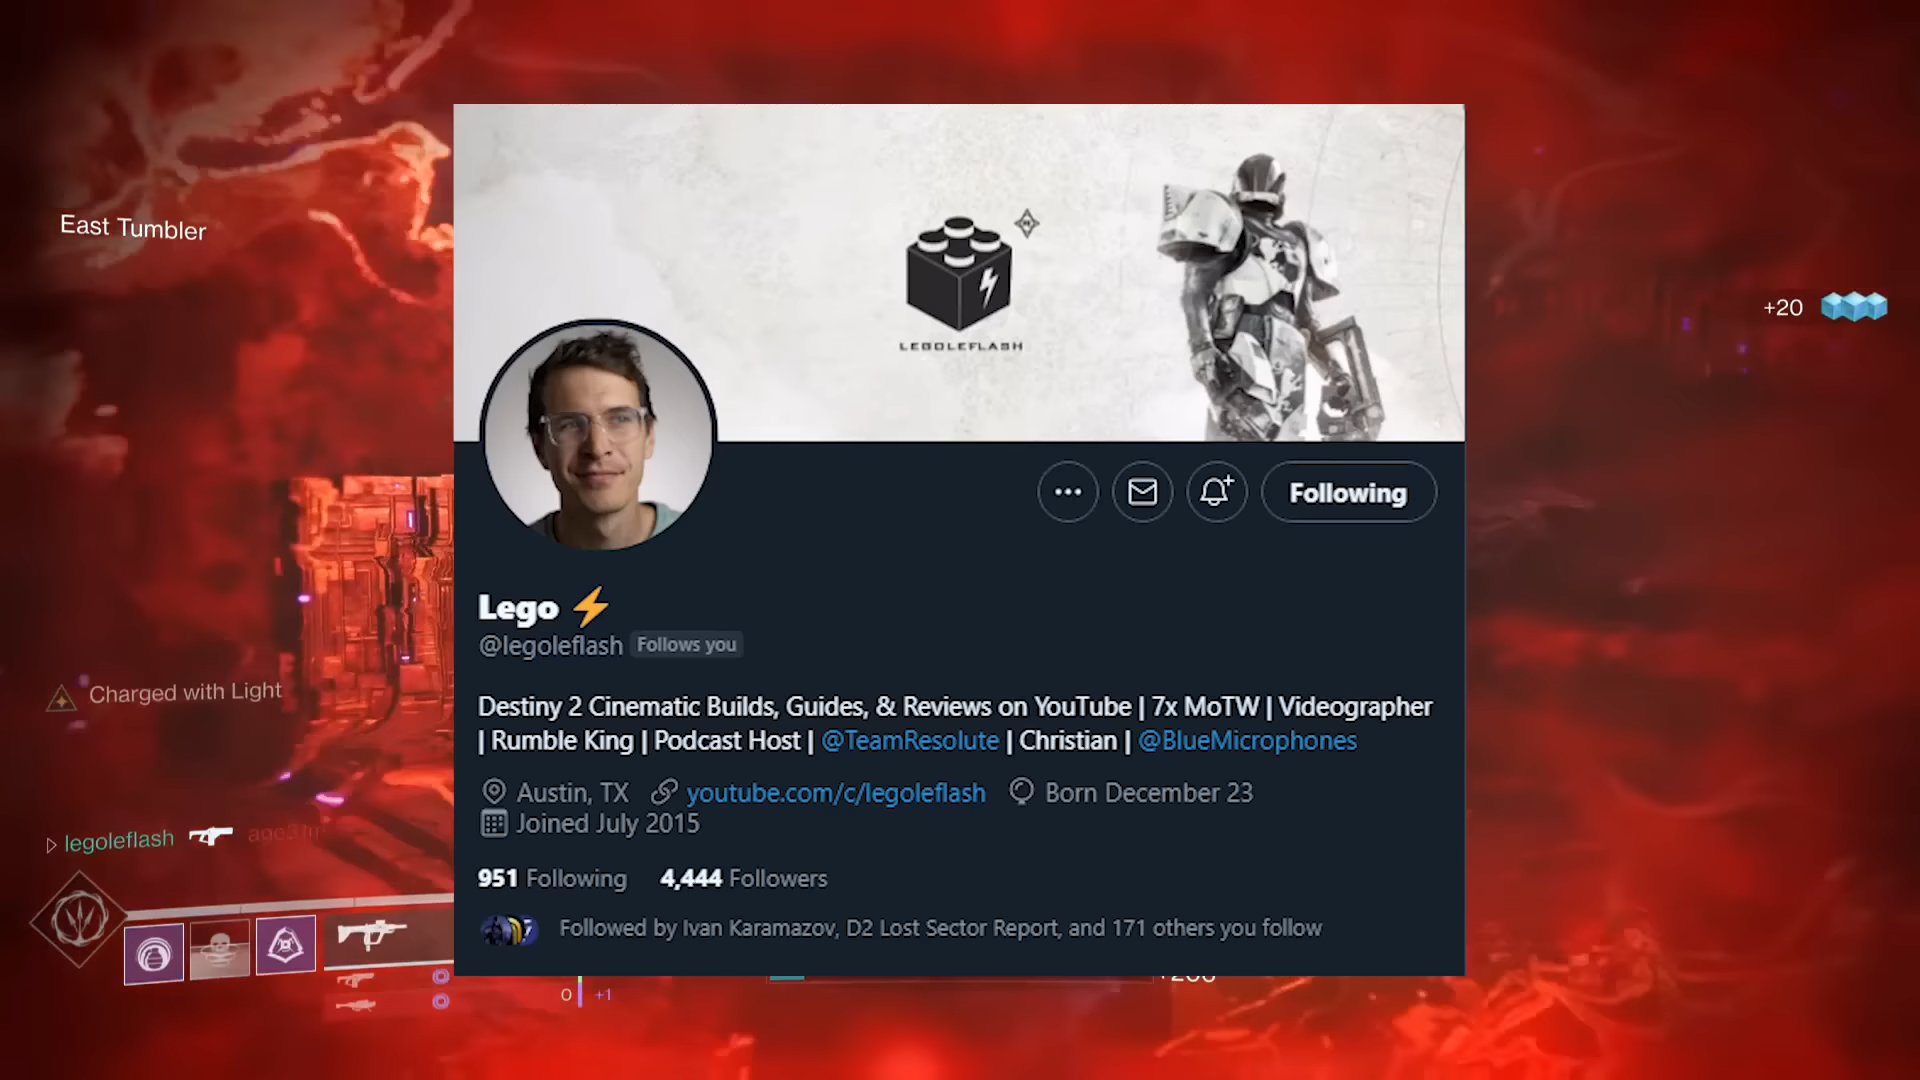 East Tumbler
+20
LEGOLEFLASH
Following
Lego ⚡
@legoleflash Follows you
Destiny 2 Cinematic Builds, Guides, & Reviews on YouTube | 7x MoTW | Videographer
| Rumble King | Podcast Host | @TeamResolute | Christian | @BlueMicrophones
Austin, TX youtube.com/c/legoleflash Born December 23
Joined July 2015
951 Following 4,444 Followers
Followed by Ivan Karamazov, D2 Lost Sector Report, and 171 others you follow
Charged with Light
legoleflash
0 +1